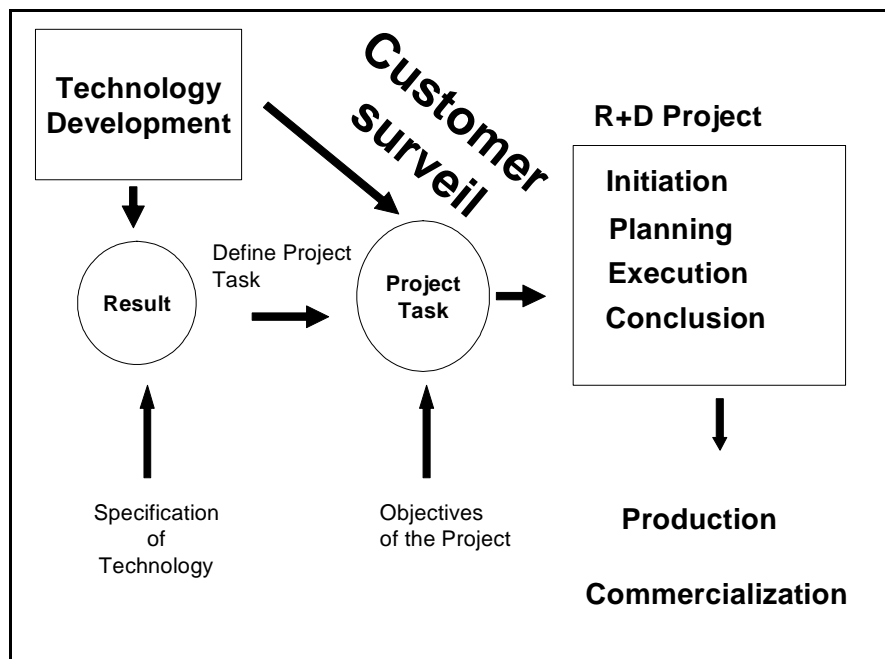 Technology
Development
Customer
surveil
R+D Project
Initiation
Planning
Execution
Conclusion
Define Project
Task
Result
Project
Task
Specification
of
Technology
Objectives
of the Project
Production
Commercialization